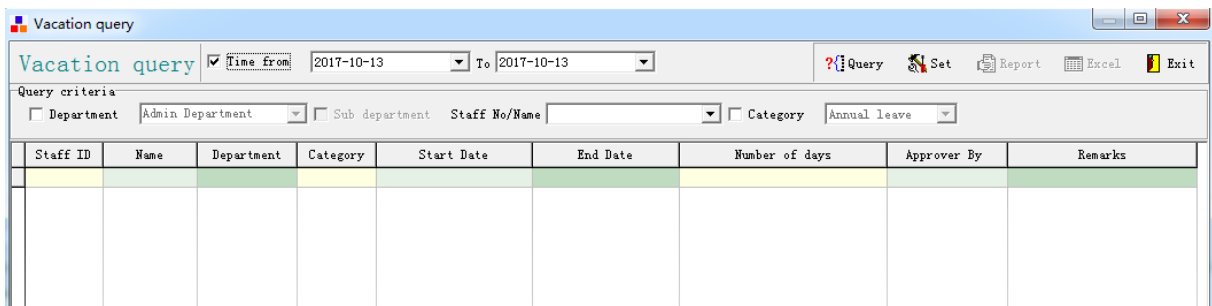 Vacation query
Vacation query Time from 2017-10-13 To 2017-10-13 Query Set Report Excel Exit
Query criteria
Department Admin Department Sub department Staff No/Name Category Annual leave
Staff ID Name Department Category Start Date End Date Number of days Approver By Remarks